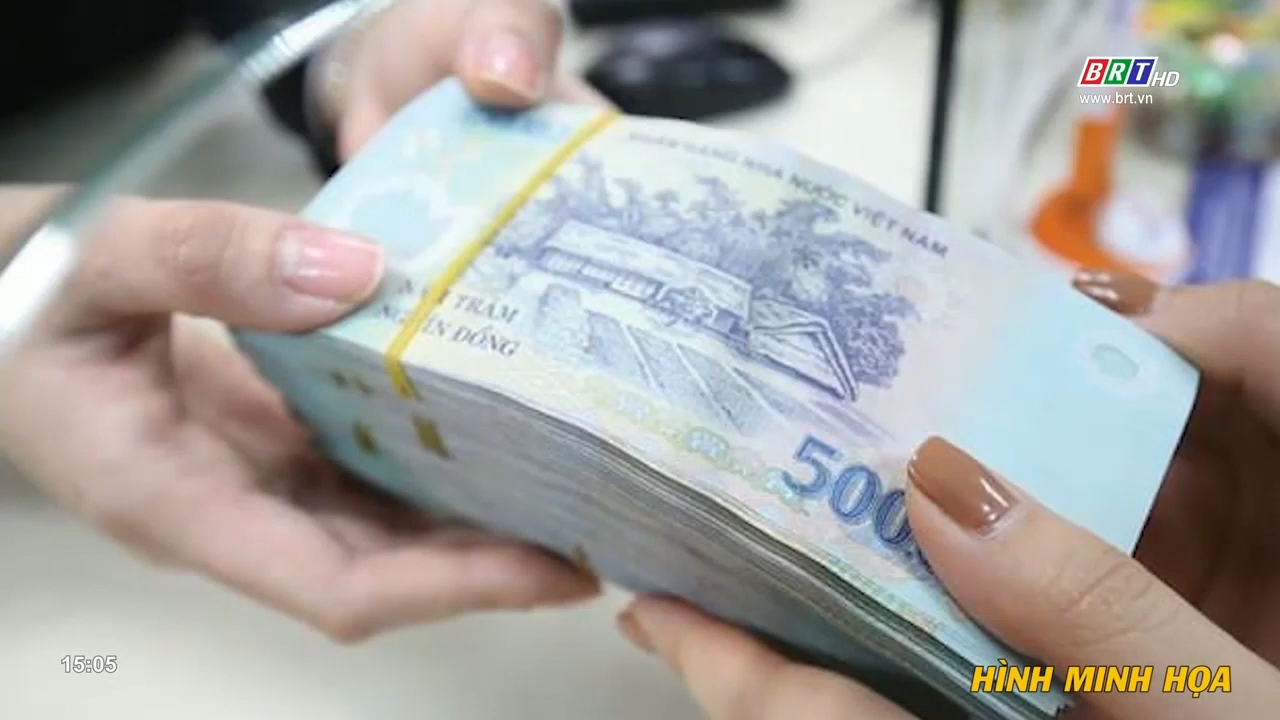 BRT HD
www.brt.vn
NGÂN HÀNG NHÀ NƯỚC VIỆT NAM
NĂM TRĂM
NGHÌN ĐỒNG
500
15:05
HÌNH MINH HỌA